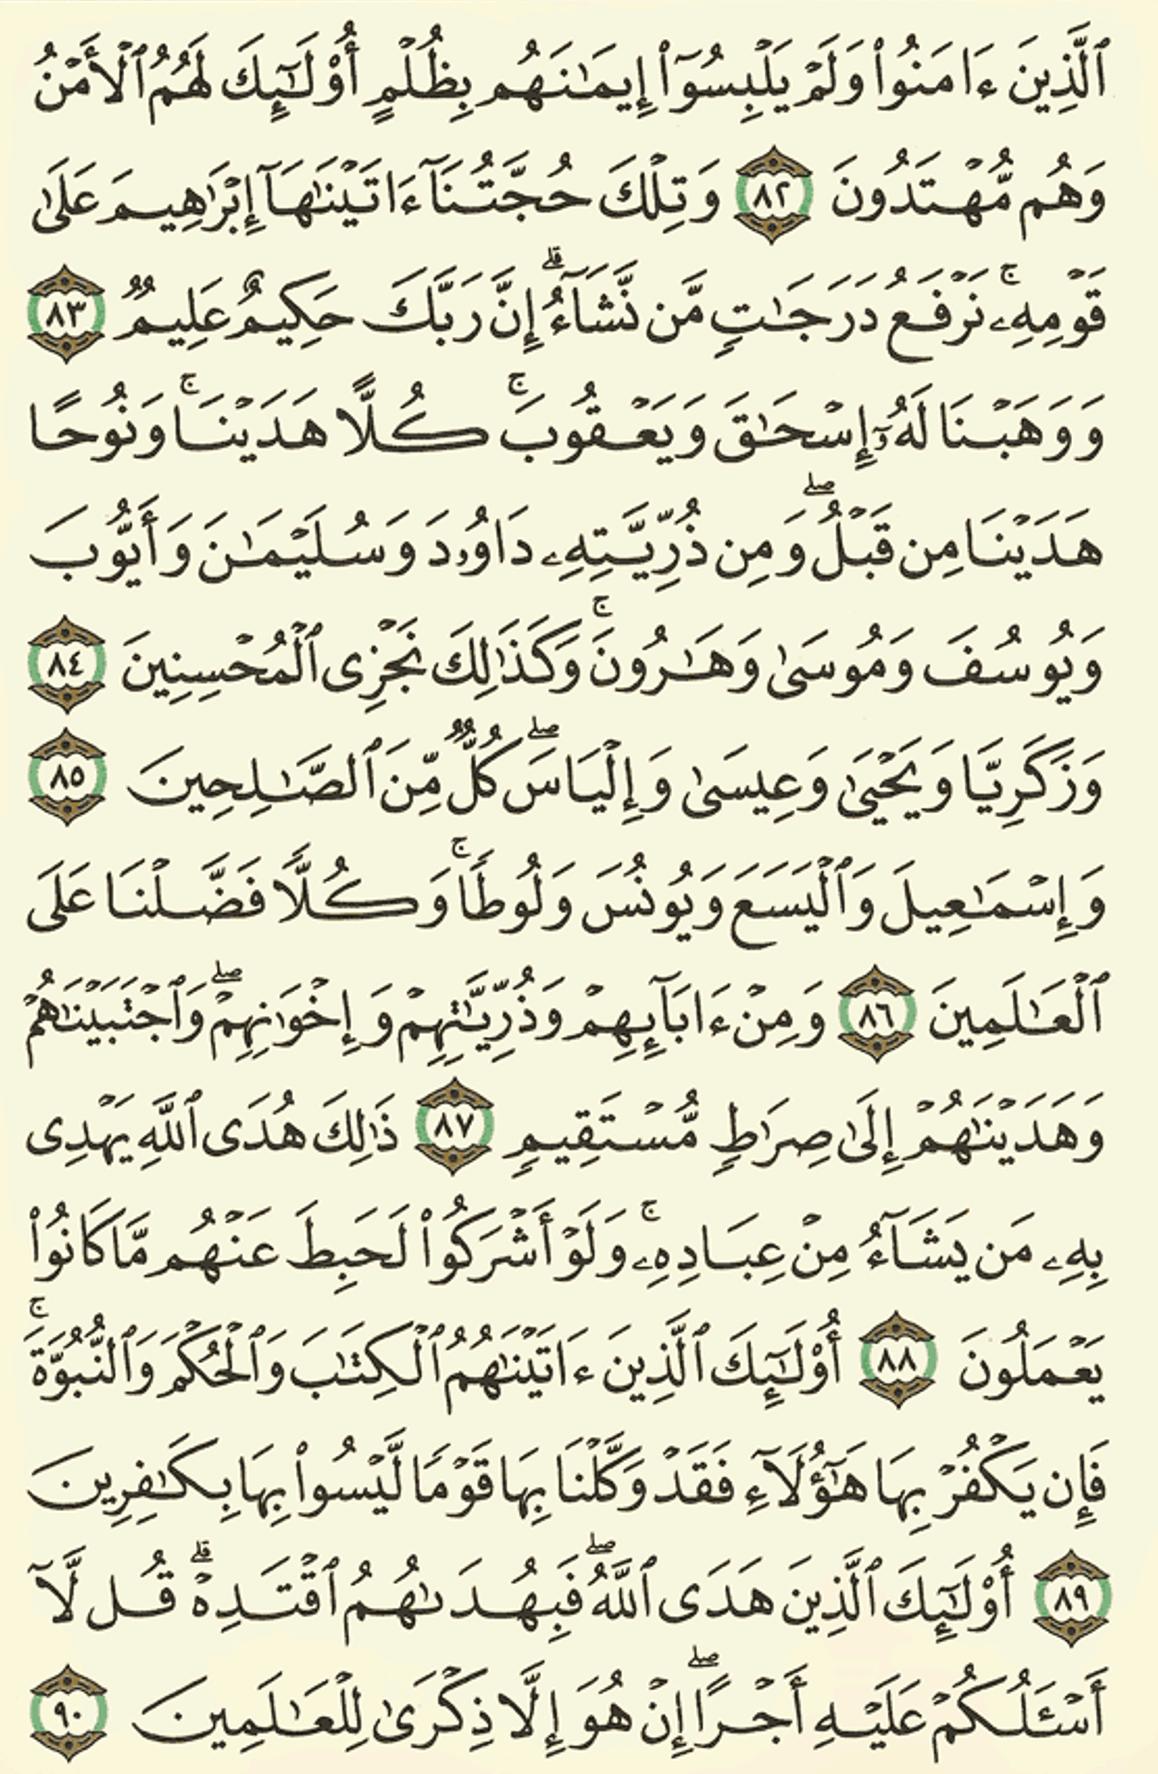 ٱلَّذِينَ ءَامَنُوا۟ وَلَمْ يَلْبِسُوٓا۟ إِيمَـٰنَهُم بِظُلْمٍ أُو۟لَـٰٓئِكَ لَهُمُ ٱلْأَمْنُ
وَهُم مُّهْتَدُونَ ٨٢ وَتِلْكَ حُجَّتُنَآ ءَاتَيْنَـٰهَآ إِبْرَٰهِيمَ عَلَىٰ
قَوْمِهِۦ ۚ نَرْفَعُ دَرَجَـٰتٍ مَّن نَّشَآءُ ۗ إِنَّ رَبَّكَ حَكِيمٌ عَلِيمٌ ٨٣
وَوَهَبْنَا لَهُۥٓ إِسْحَـٰقَ وَيَعْقُوبَ ۚ كُلًّا هَدَيْنَا ۚ وَنُوحًا
هَدَيْنَا مِن قَبْلُ ۖ وَمِن ذُرِّيَّتِهِۦ دَاوُۥدَ وَسُلَيْمَـٰنَ وَأَيُّوبَ
وَيُوسُفَ وَمُوسَىٰ وَهَـٰرُونَ ۚ وَكَذَٰلِكَ نَجْزِى ٱلْمُحْسِنِينَ ٨٤
وَزَكَرِيَّا وَيَحْيَىٰ وَعِيسَىٰ وَإِلْيَاسَ ۖ كُلٌّ مِّنَ ٱلصَّـٰلِحِينَ ٨٥
وَإِسْمَـٰعِيلَ وَٱلْيَسَعَ وَيُونُسَ وَلُوطًا ۚ وَكُلًّا فَضَّلْنَا عَلَى
ٱلْعَـٰلَمِينَ ٨٦ وَمِنْ ءَابَآئِهِمْ وَذُرِّيَّـٰتِهِمْ وَإِخْوَٰنِهِمْ ۖ وَٱجْتَبَيْنَـٰهُمْ
وَهَدَيْنَـٰهُمْ إِلَىٰ صِرَٰطٍ مُّسْتَقِيمٍ ٨٧ ذَٰلِكَ هُدَى ٱللَّهِ يَهْدِى
بِهِۦ مَن يَشَآءُ مِنْ عِبَادِهِۦ ۚ وَلَوْ أَشْرَكُوا۟ لَحَبِطَ عَنْهُم مَّا كَانُوا۟
يَعْمَلُونَ ٨٨ أُو۟لَـٰٓئِكَ ٱلَّذِينَ ءَاتَيْنَـٰهُمُ ٱلْكِتَـٰبَ وَٱلْحُكْمَ وَٱلنُّبُوَّةَ ۚ
فَإِن يَكْفُرْ بِهَا هَـٰٓؤُلَآءِ فَقَدْ وَكَّلْنَا بِهَا قَوْمًا لَّيْسُوا۟ بِهَا بِكَـٰفِرِينَ
٨٩ أُو۟لَـٰٓئِكَ ٱلَّذِينَ هَدَى ٱللَّهُ ۖ فَبِهُدَىٰهُمُ ٱقْتَدِهْ ۗ قُل لَّآ
أَسْـَٔلُكُمْ عَلَيْهِ أَجْرًا ۖ إِنْ هُوَ إِلَّا ذِكْرَىٰ لِلْعَـٰلَمِينَ ٩٠